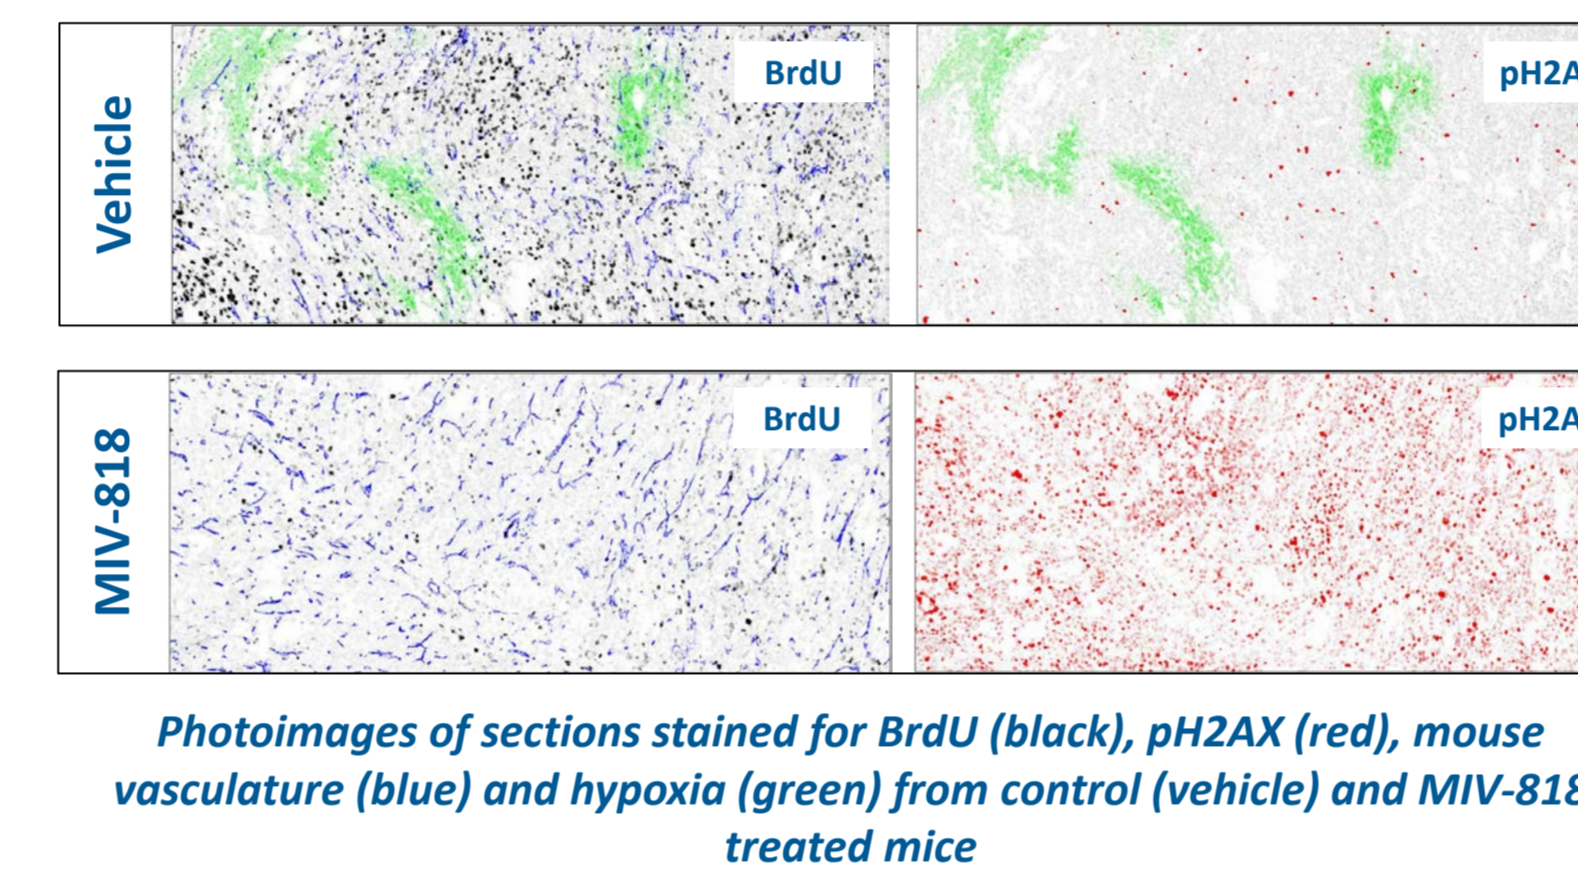 Vehicle
BrdU
pH2A
MIV-818
BrdU
pH2A
Photoimages of sections stained for BrdU (black), pH2AX (red), mouse
vasculature (blue) and hypoxia (green) from control (vehicle) and MIV-818
treated mice